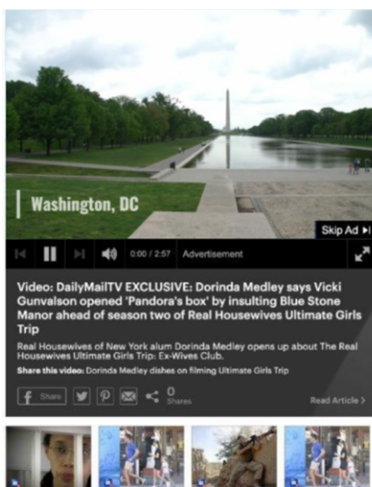 Washington, DC
Skip Ad
0:00 / 2:57 Advertisement
Video: DailyMailTV EXCLUSIVE: Dorinda Medley says Vicki
Gunvalson opened 'Pandora's box' by insulting Blue Stone
Manor ahead of season two of Real Housewives Ultimate Girls
Trip
Real Housewives of New York alum Dorinda Medley opens up about The Real
Housewives Ultimate Girls Trip: Ex-Wives Club.
Share this video: Dorinda Medley dishes on filming Ultimate Girls Trip
f Share
0
Shares
Read Article >